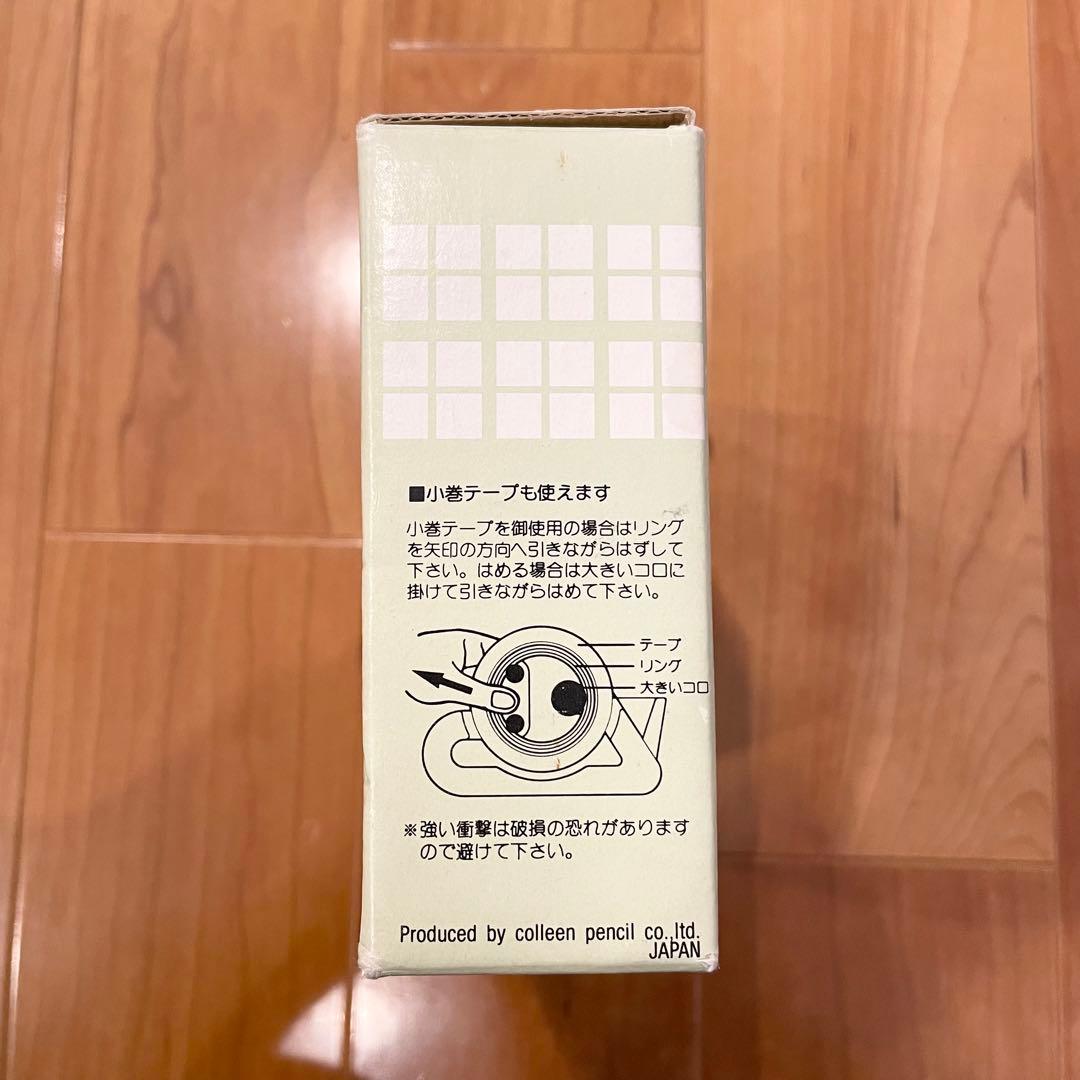 ■小巻テープも使えます
小巻テープを御使用の場合はリング
を矢印の方向へ引きながらはずして
下さい。はめる場合は大きいコロに
掛けて引きながらはめて下さい。
テープ
リング
大きいコロ
※強い衝撃は破損の恐れがあります
ので避けて下さい。
Produced by colleen pencil co.,ltd.
JAPAN